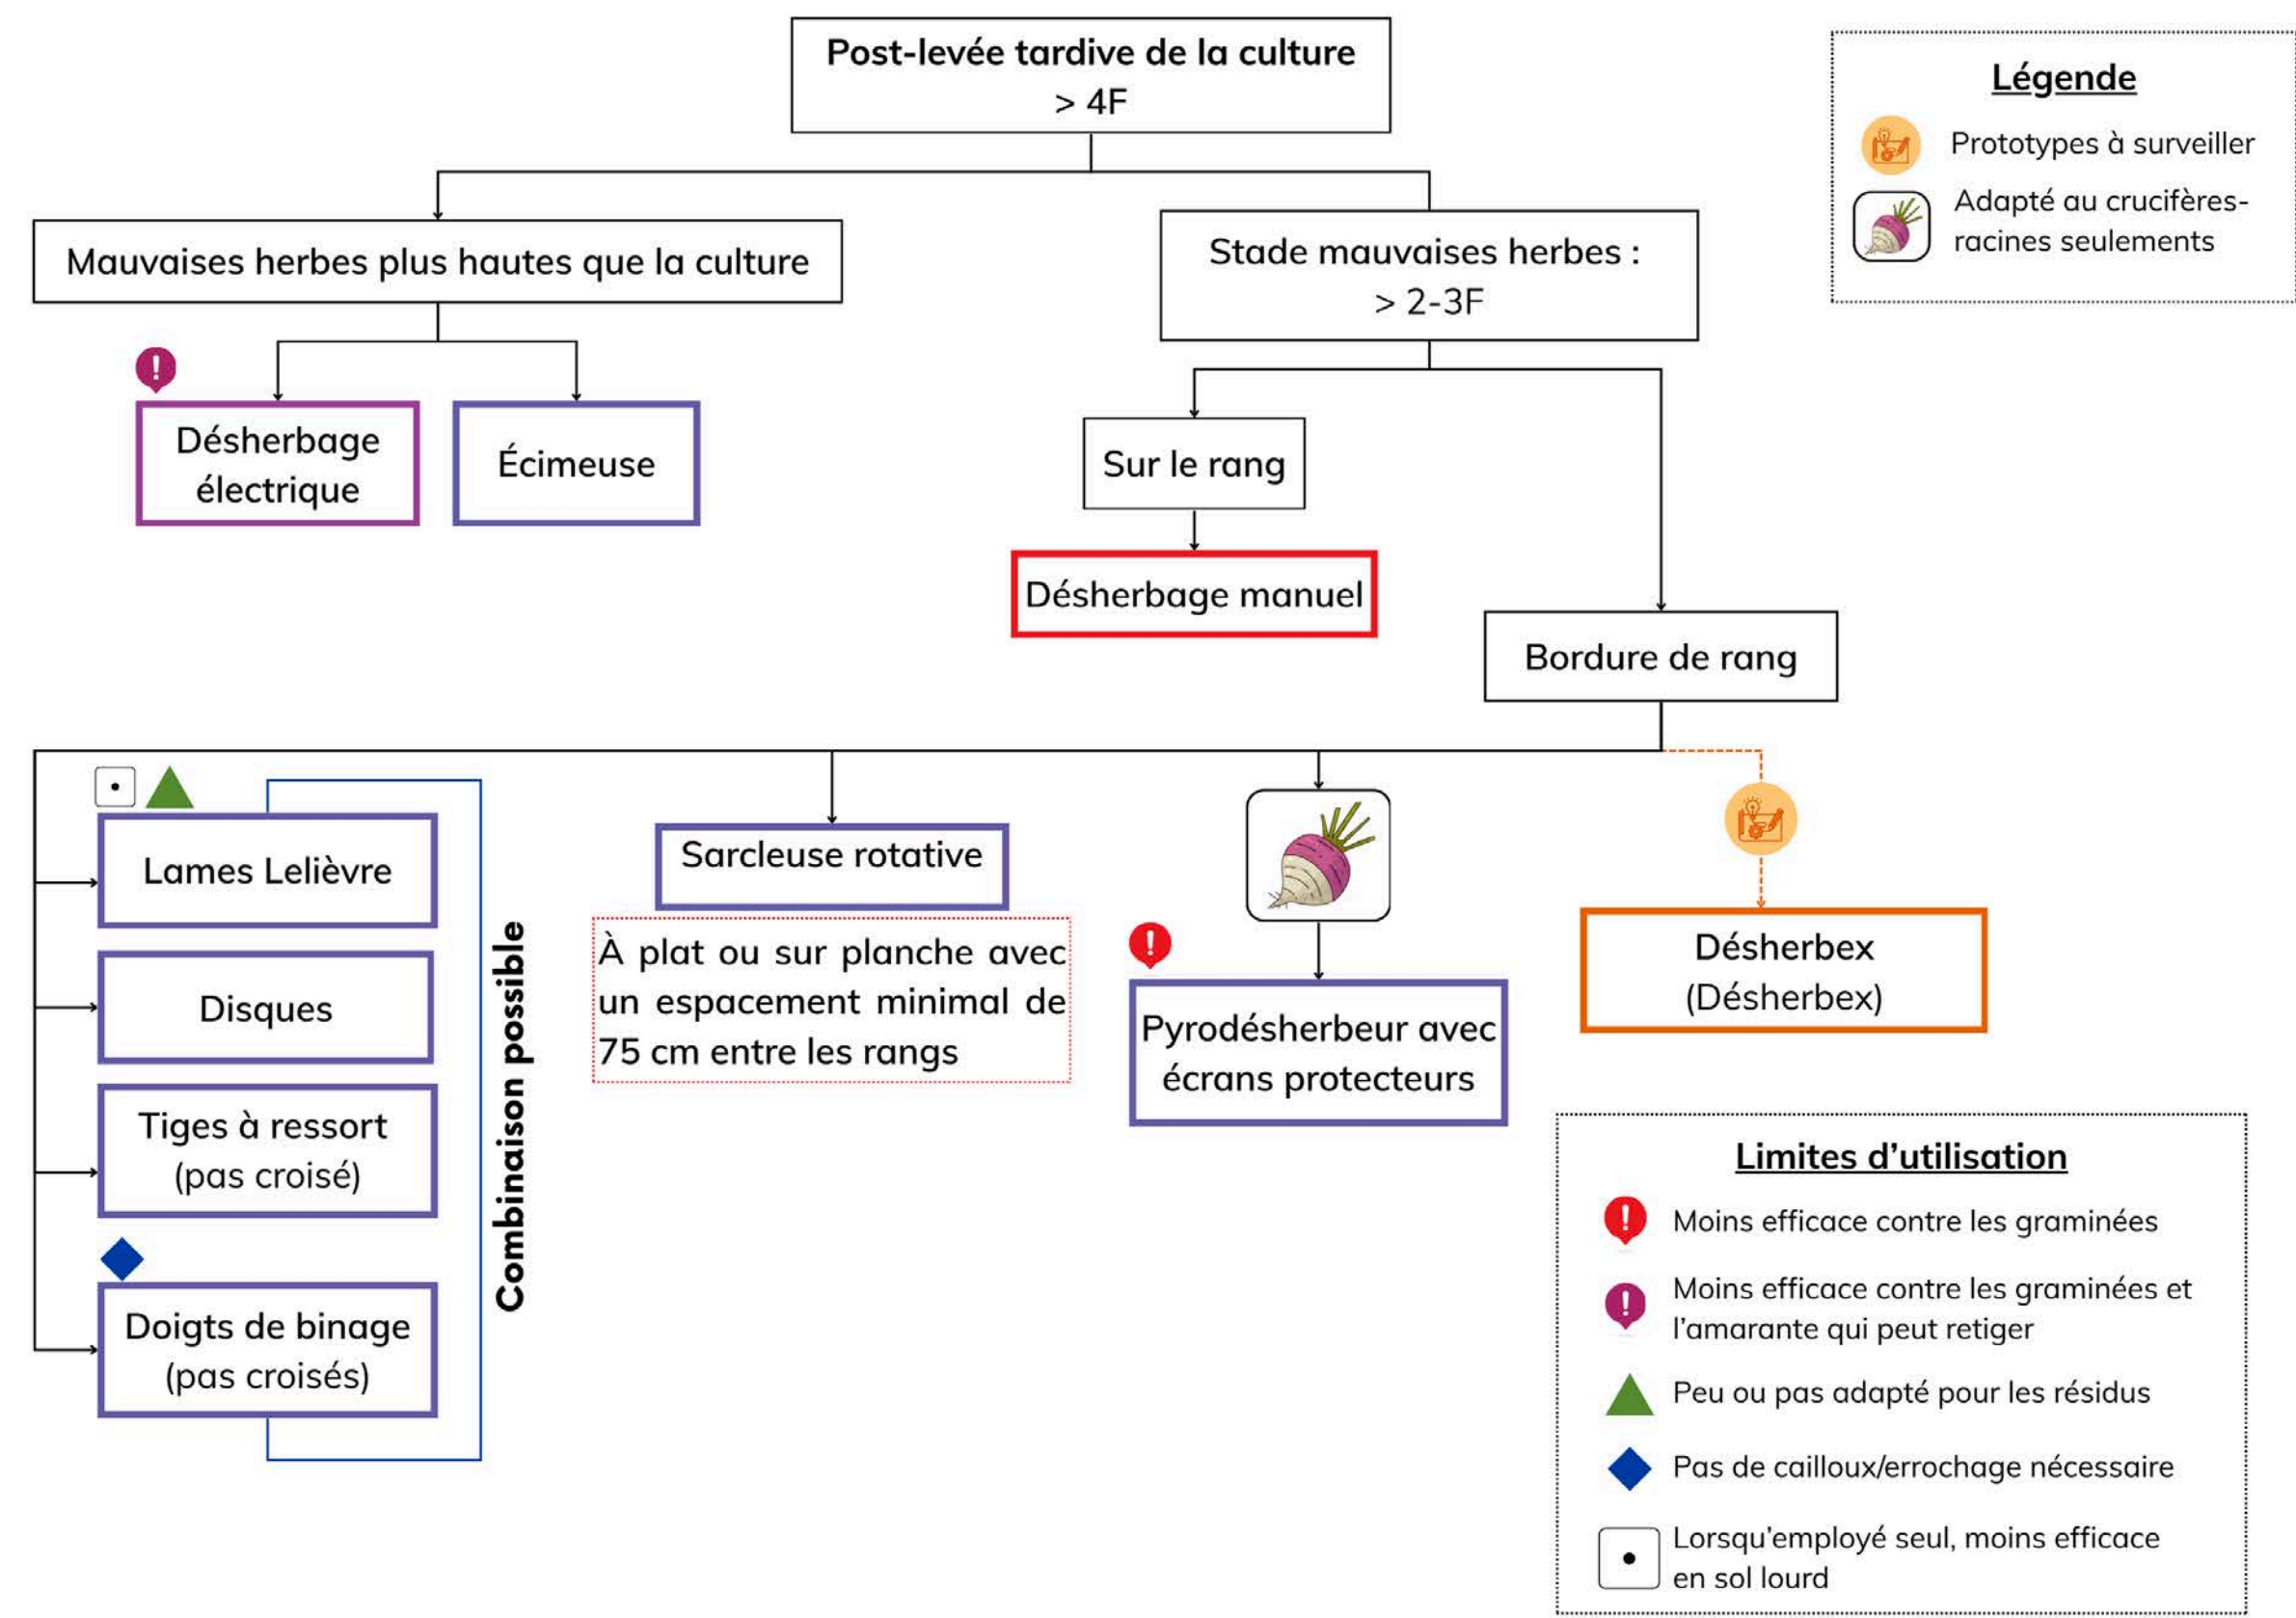 Post-levée tardive de la culture
> 4F
Légende
Prototypes à surveiller
Adapté au crucifères-
racines seulements
Mauvaises herbes plus hautes que la culture
Stade mauvaises herbes :
> 2-3F
Désherbage
électrique
Écimeuse
Sur le rang
Désherbage manuel
Bordure de rang
Lames Lelièvre
Disques
Tiges à ressort
(pas croisé)
Doigts de binage
(pas croisés)
Combinaison possible
Sarcleuse rotative
À plat ou sur planche avec
un espacement minimal de
75 cm entre les rangs
Pyrodésherbeur avec
écrans protecteurs
Désherbex
(Désherbex)
Limites d’utilisation
Moins efficace contre les graminées
Moins efficace contre les graminées et
l’amarante qui peut retiger
Peu ou pas adapté pour les résidus
Pas de cailloux/errochage nécessaire
Lorsqu’employé seul, moins efficace
en sol lourd